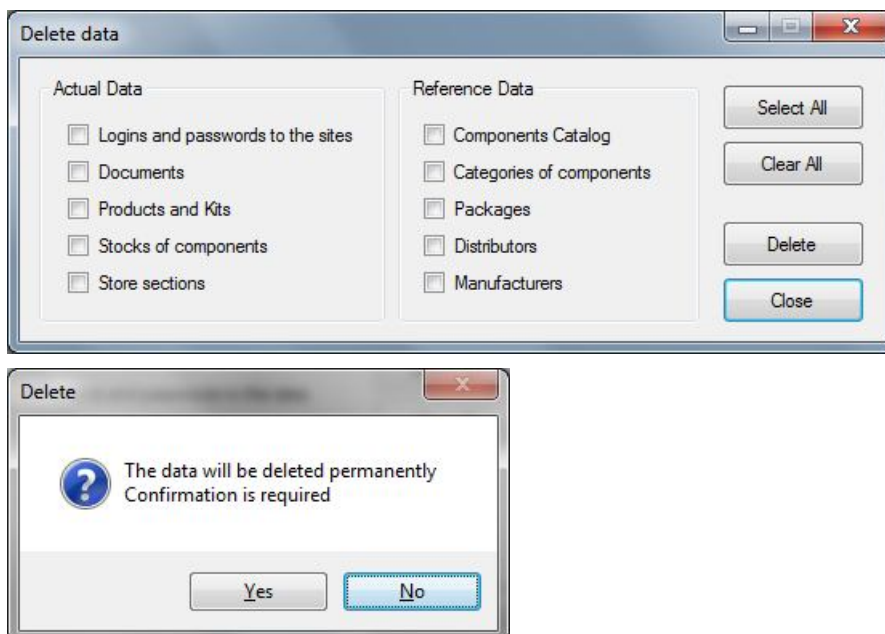 Delete data
Actual Data
Logins and passwords to the sites
Documents
Products and Kits
Stocks of components
Store sections
Reference Data
Components Catalog
Categories of components
Packages
Distributors
Manufacturers
Select All
Clear All
Delete
Close
Delete
The data will be deleted permanently
Confirmation is required
Yes
No